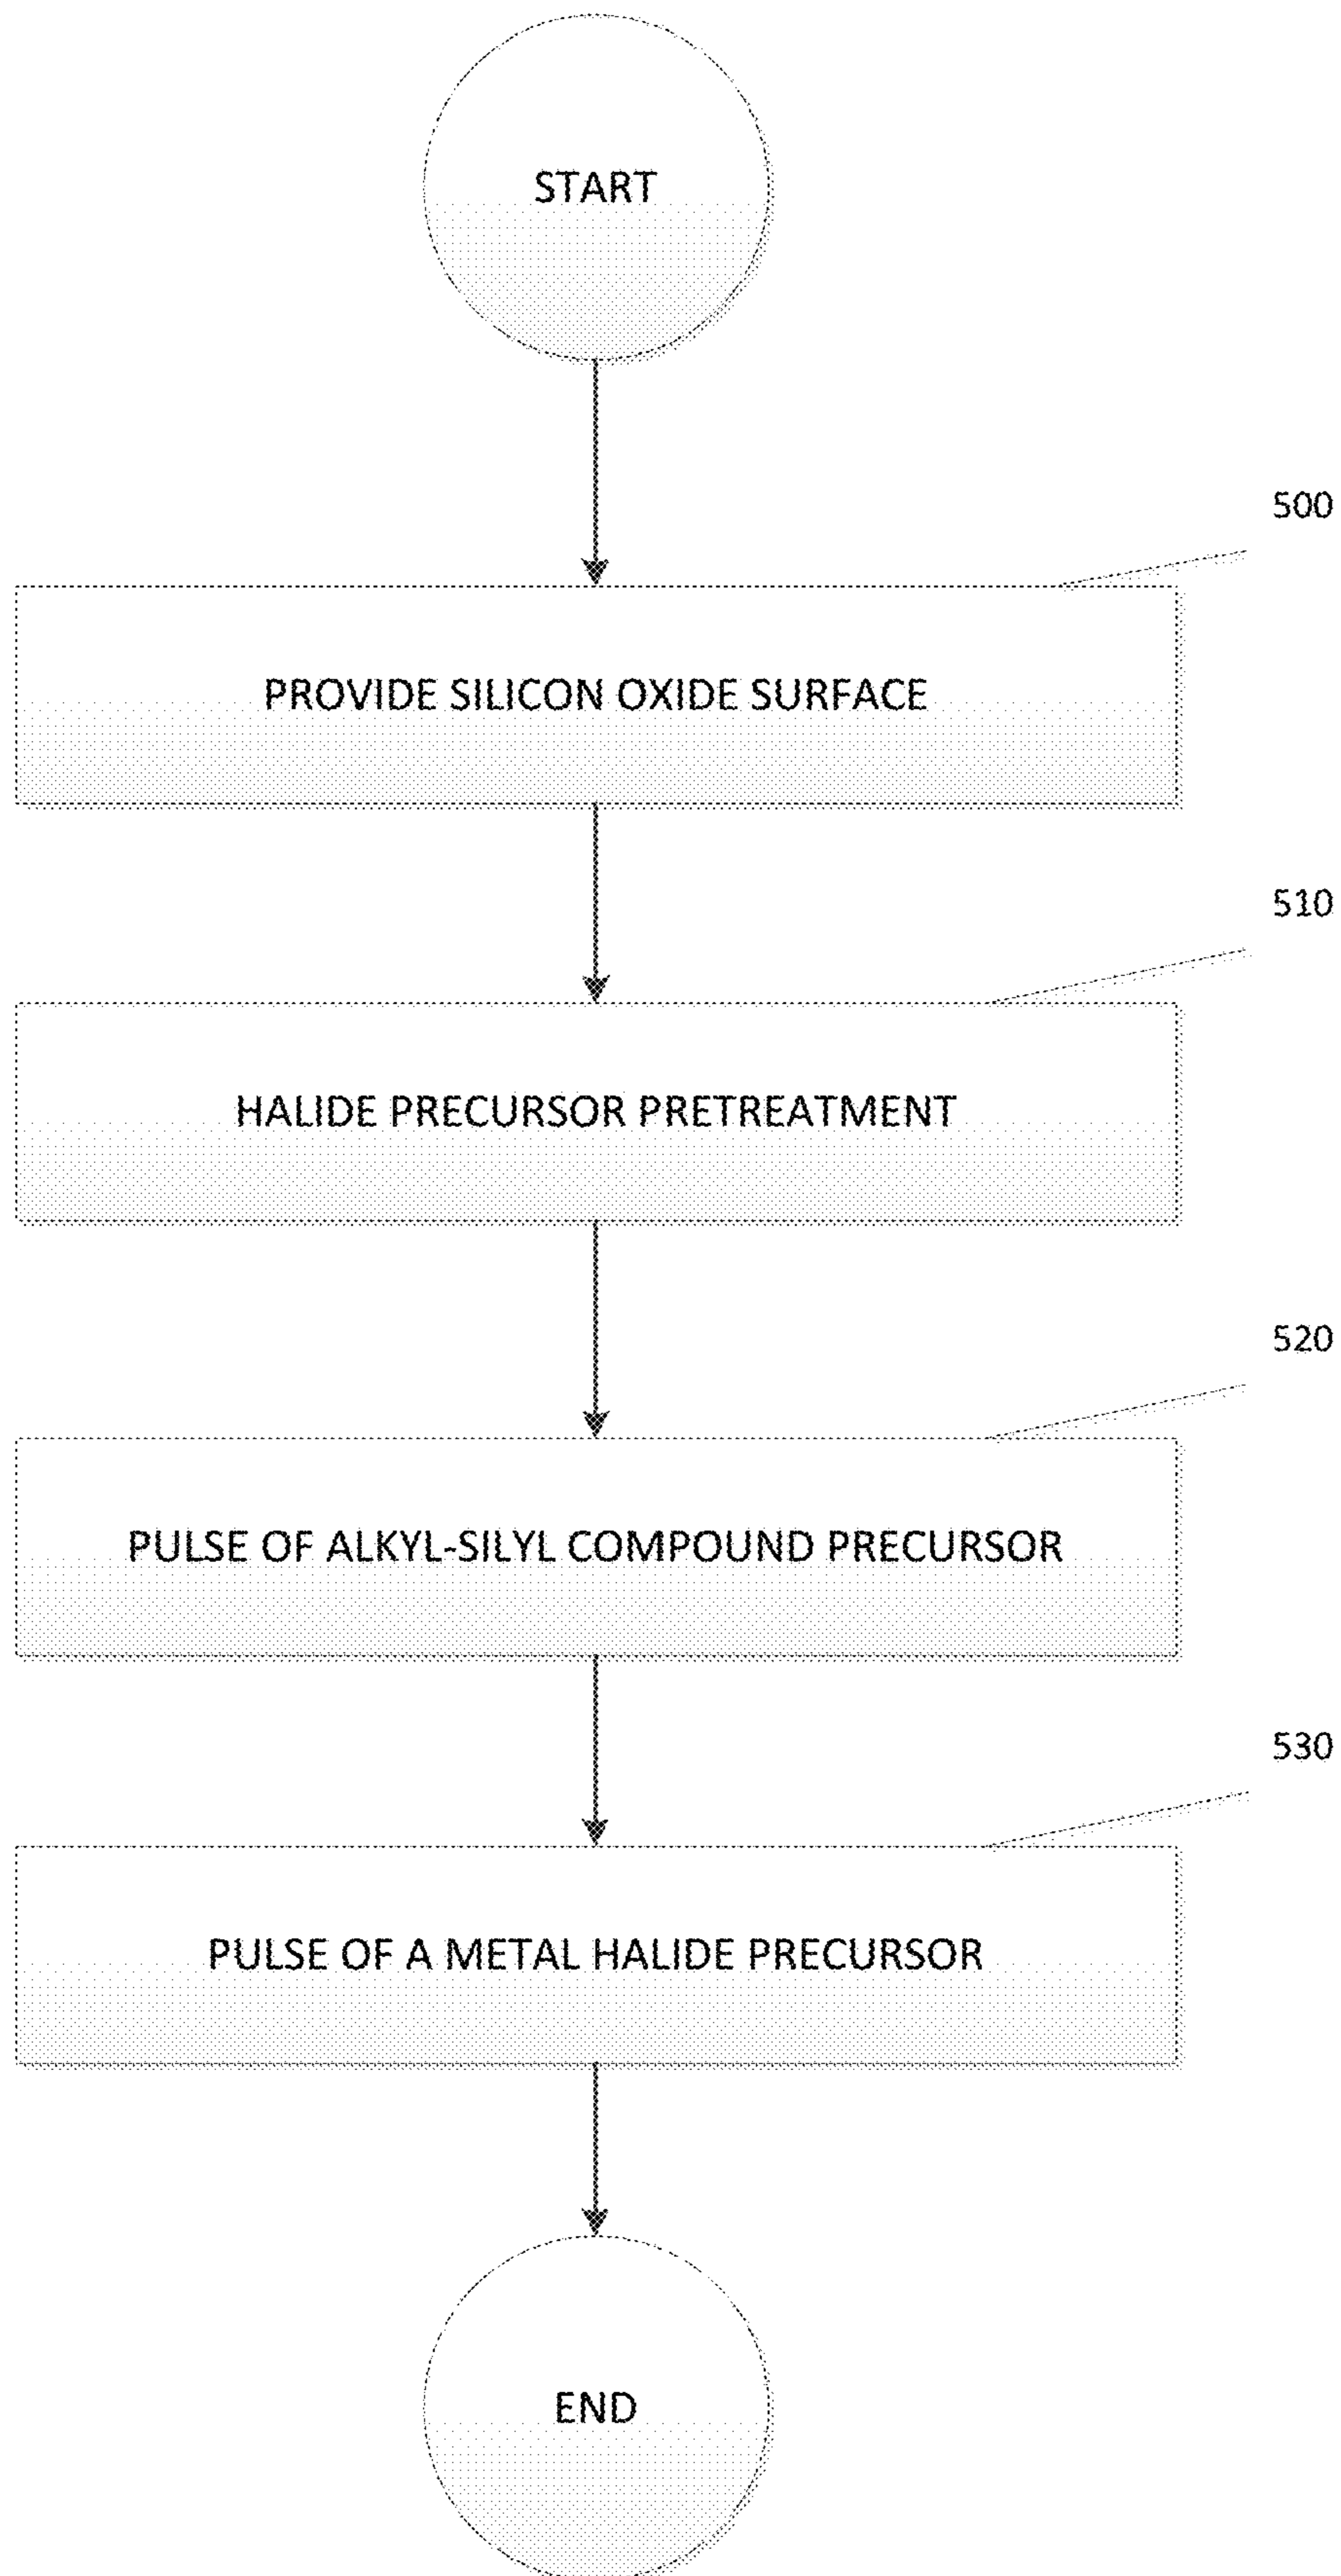 START
500
PROVIDE SILICON OXIDE SURFACE
510
HALIDE PRECURSOR PRETREATMENT
520
PULSE OF ALKYL-SILYL COMPOUND PRECURSOR
530
PULSE OF A METAL HALIDE PRECURSOR
END